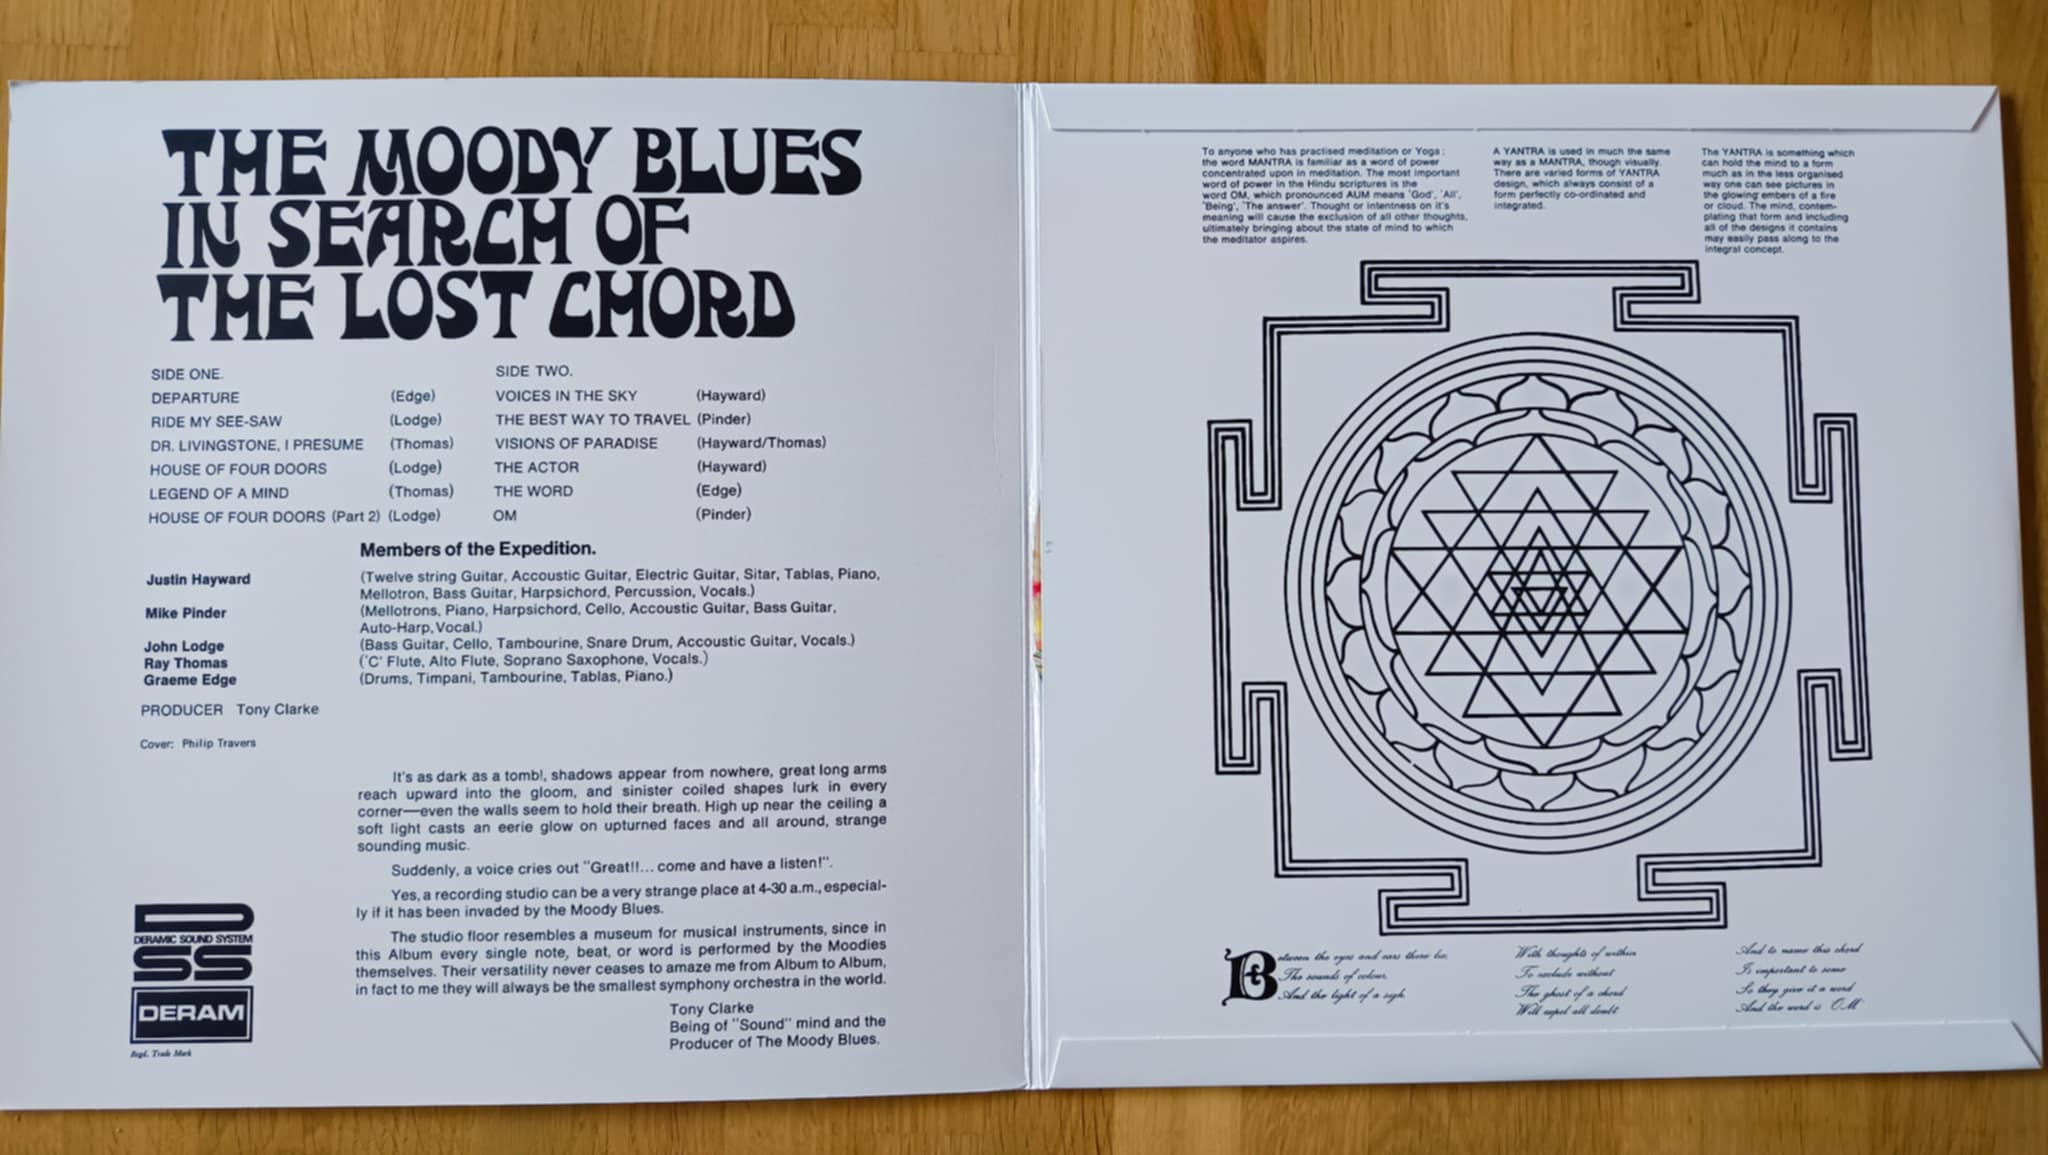 THE MOODY BLUES
IN SEARCH OF
THE LOST CHORD
SIDE ONE.
DEPARTURE (Edge)
RIDE MY SEE-SAW (Lodge)
DR. LIVINGSTONE, I PRESUME (Thomas)
HOUSE OF FOUR DOORS (Lodge)
LEGEND OF A MIND (Thomas)
HOUSE OF FOUR DOORS (Part 2) (Lodge)
SIDE TWO.
VOICES IN THE SKY (Hayward)
THE BEST WAY TO TRAVEL (Pinder)
VISIONS OF PARADISE (Hayward/Thomas)
THE ACTOR (Hayward)
THE WORD (Edge)
OM (Pinder)
Members of the Expedition.
Justin Hayward (Twelve string Guitar, Accoustic Guitar, Electric Guitar, Sitar, Tablas, Piano,
Mellotron, Bass Guitar, Harpsichord, Percussion, Vocals.)
Mike Pinder (Mellotrons, Piano, Harpsichord, Cello, Accoustic Guitar, Bass Guitar,
Auto-Harp, Vocal.)
John Lodge (Bass Guitar, Cello, Tambourine, Snare Drum, Accoustic Guitar, Vocals.)
Ray Thomas ('C' Flute, Alto Flute, Soprano Saxophone, Vocals.)
Graeme Edge (Drums, Timpani, Tambourine, Tablas, Piano.)
PRODUCER Tony Clarke
Cover: Philip Travers
It's as dark as a tomb!, shadows appear from nowhere, great long arms
reach upward into the gloom, and sinister coiled shapes lurk in every
corner—even the walls seem to hold their breath. High up near the ceiling a
soft light casts an eerie glow on upturned faces and all around, strange
sounding music.
Suddenly, a voice cries out "Great!!... come and have a listen!".
Yes, a recording studio can be a very strange place at 4-30 a.m., especial-
ly if it has been invaded by the Moody Blues.
The studio floor resembles a museum for musical instruments, since in
this Album every single note, beat, or word is performed by the Moodies
themselves. Their versatility never ceases to amaze me from Album to Album,
in fact to me they will always be the smallest symphony orchestra in the world.
Tony Clarke
Being of "Sound" mind and the
Producer of The Moody Blues.
DSS
DERAMIC SOUND SYSTEM
DERAM
Regd. Trade Mark
To anyone who has practised meditation or Yoga:
the word MANTRA is familiar as a word of power
concentrated upon in meditation. The most important
word of power in the Hindu scriptures is the
word OM, which pronounced AUM means 'God', 'All',
'Being', 'The answer'. Thought or intentness on it's
meaning will cause the exclusion of all other thoughts,
ultimately bringing about the state of mind to which
the meditator aspires.
A YANTRA is used in much the same
way as a MANTRA, though visually.
There are varied forms of YANTRA
design, which always consist of a
form perfectly co-ordinated and
integrated.
The YANTRA is something which
can hold the mind to a form
much as in the less organised
way one can see pictures in
the glowing embers of a fire
or cloud. The mind, contem-
plating that form and including
all of the designs it contains
may easily pass along to the
integral concept.
Between the eyes and ears there lie,
The sounds of colour,
And the light of a sigh
With thoughts of within
To exclude without
The ghost of a chord
Will expel all doubt
And to name this chord
Is important to some
So they give it a word
And the word is 'OM'